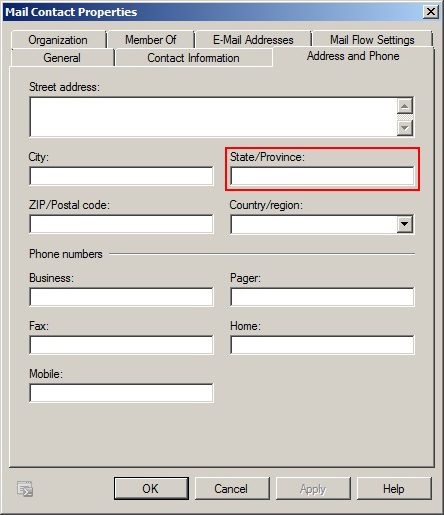 Mail Contact Properties
Organization Member Of E-Mail Addresses Mail Flow Settings
General Contact Information Address and Phone
Street address:
City: State/Province:
ZIP/Postal code: Country/region:
Phone numbers
Business: Pager:
Fax: Home:
Mobile:
OK Cancel Apply Help